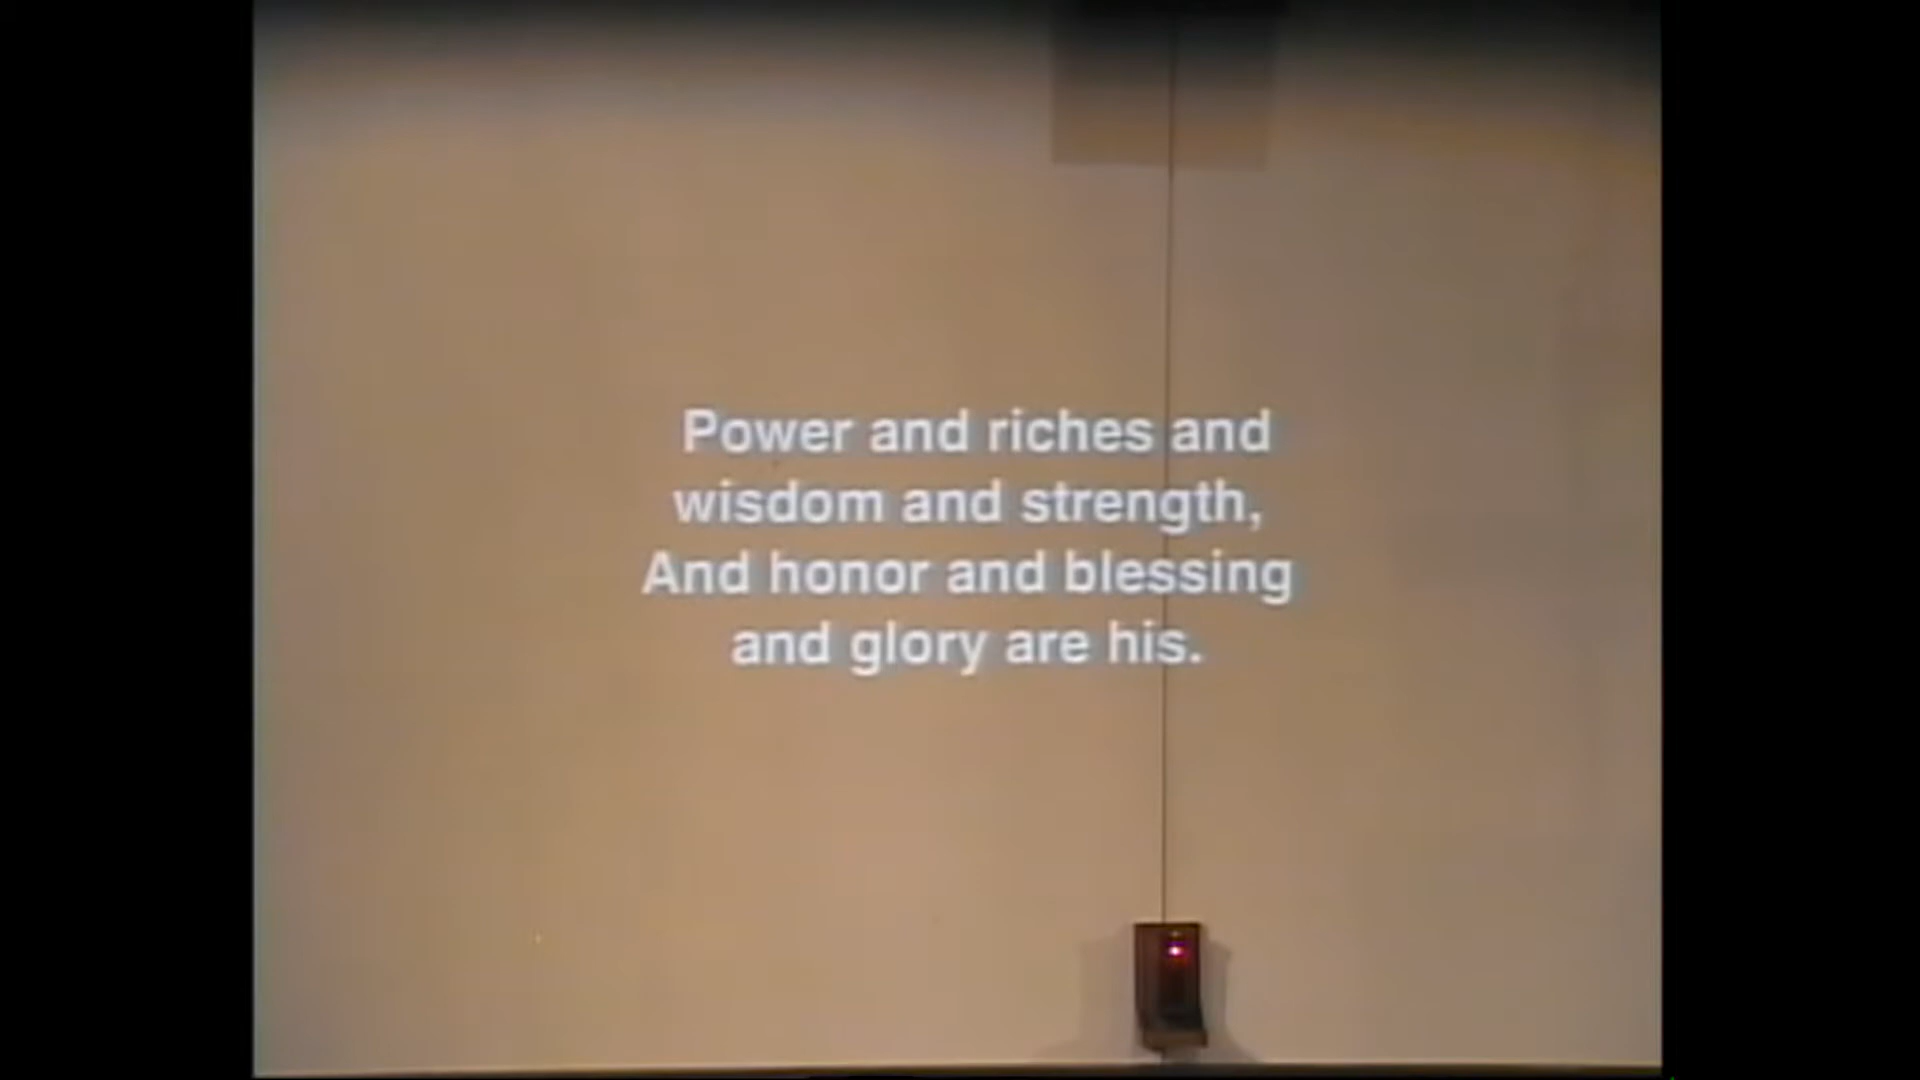 Power and riches and
wisdom and strength,
And honor and blessing
and glory are his.